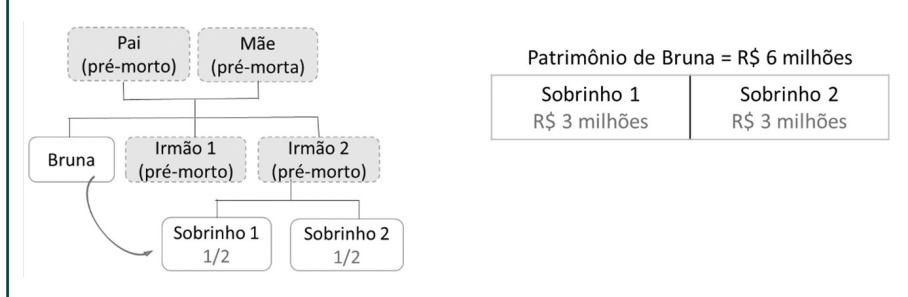 Pai
(pré-morto)
Mãe
(pré-morta)
Bruna
Irmão 1
(pré-morto)
Irmão 2
(pré-morto)
Sobrinho 1
1/2
Sobrinho 2
1/2
Patrimônio de Bruna = R$ 6 milhões
Sobrinho 1
R$ 3 milhões
Sobrinho 2
R$ 3 milhões